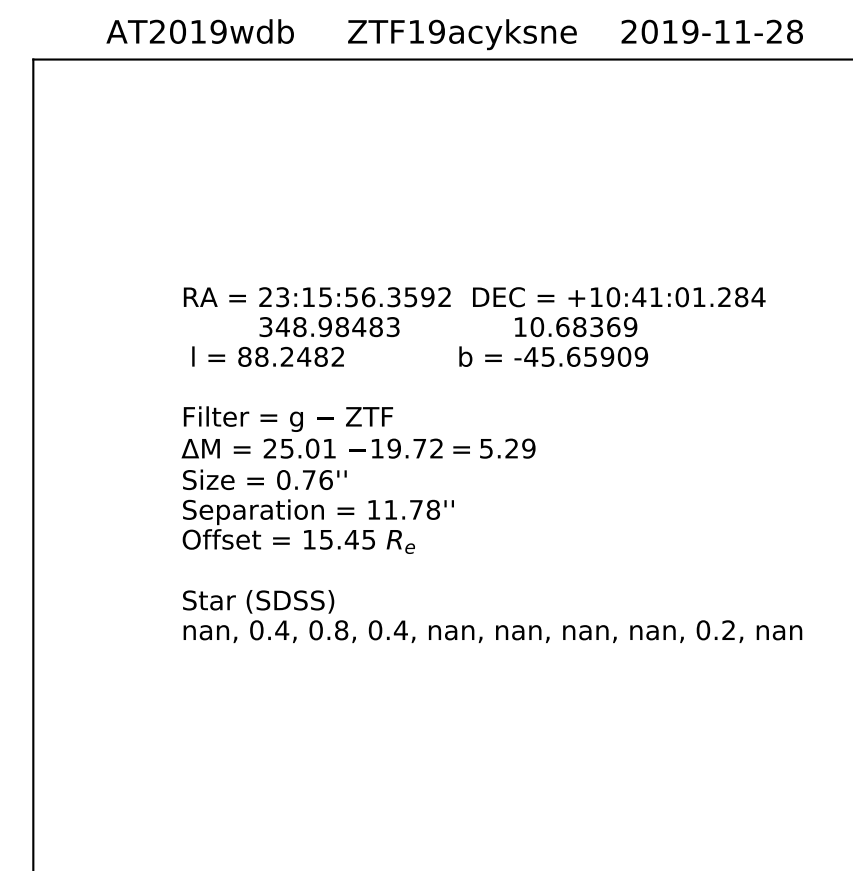 AT2019wdb ZTF19acyksne 2019-11-28
RA = 23:15:56.3592 DEC = +10:41:01.284
348.98483 10.68369
l = 88.2482 b = -45.65909
Filter = g − ZTF
ΔM = 25.01 −19.72 = 5.29
Size = 0.76''
Separation = 11.78''
Offset = 15.45 Rₑ
Star (SDSS)
nan, 0.4, 0.8, 0.4, nan, nan, nan, nan, 0.2, nan